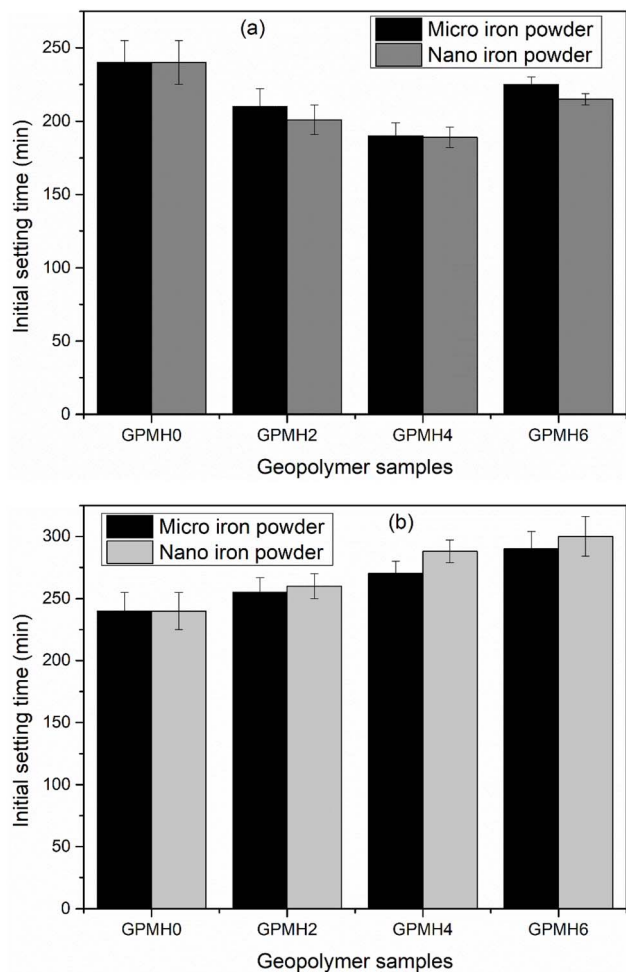 (a)
Micro iron powder
Nano iron powder
250
200
150
100
50
0
Initial setting time (min)
GPMH0 GPMH2 GPMH4 GPMH6
Geopolymer samples
(b)
Micro iron powder
Nano iron powder
300
250
200
150
100
50
0
Initial setting time (min)
GPMH0 GPMH2 GPMH4 GPMH6
Geopolymer samples